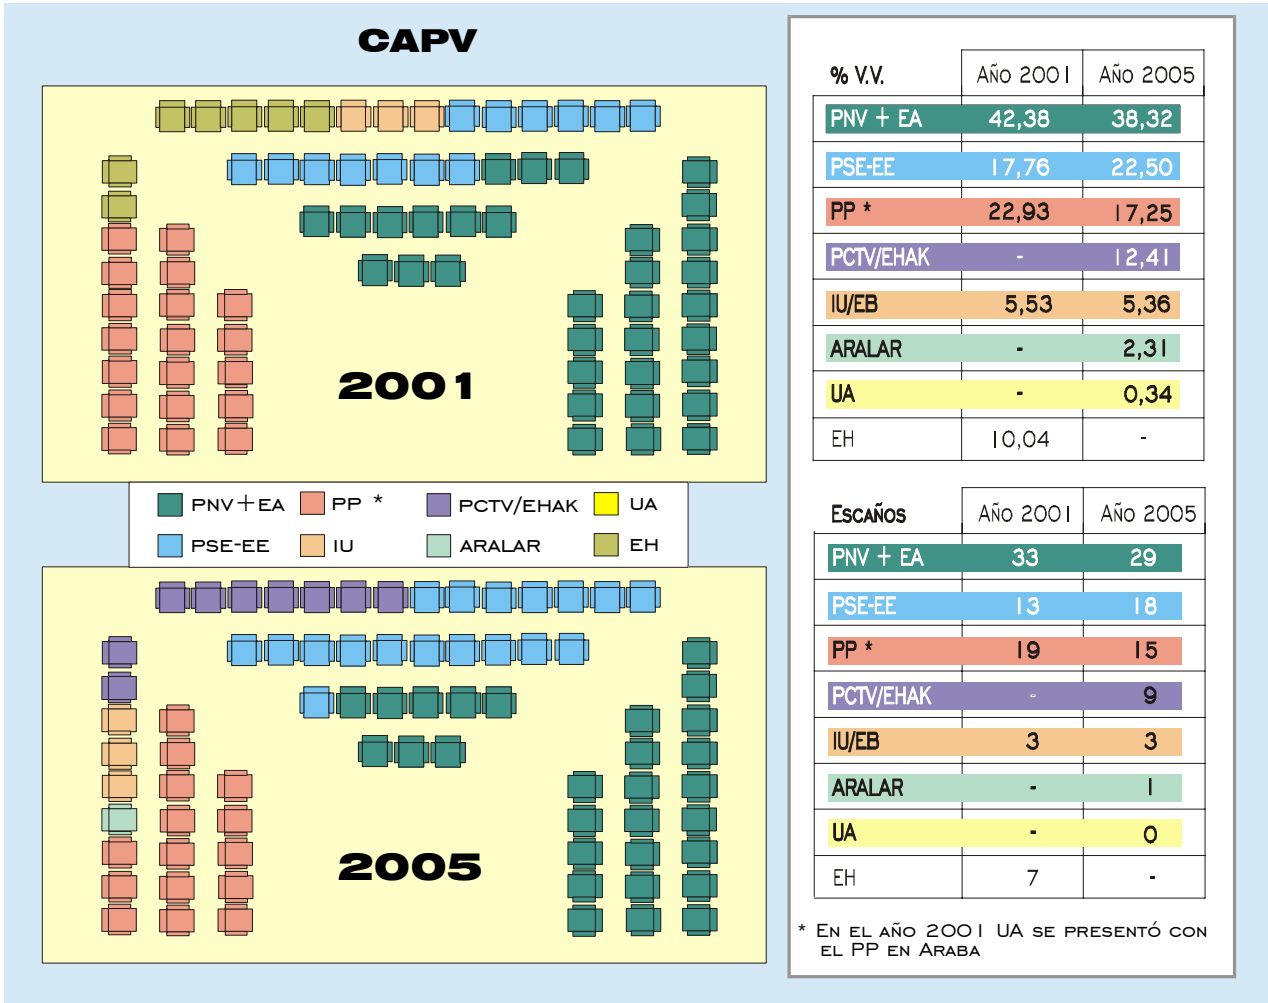 CAPV
2001
PNV+EA PP * PCTV/EHAK UA
PSE-EE IU ARALAR EH
2005
% V.V. Año 2001 Año 2005
PNV + EA 42,38 38,32
PSE-EE 17,76 22,50
PP * 22,93 17,25
PCTV/EHAK - 12,41
IU/EB 5,53 5,36
ARALAR - 2,31
UA - 0,34
EH 10,04 -
Escaños Año 2001 Año 2005
PNV + EA 33 29
PSE-EE 13 18
PP * 19 15
PCTV/EHAK - 9
IU/EB 3 3
ARALAR - 1
UA - 0
EH 7 -
* En el año 2001 UA se presentó con
el PP en Araba